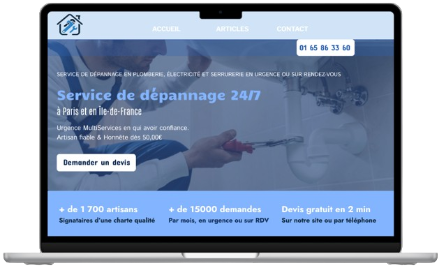 ACCUEIL ARTICLES CONTACT
01 65 86 33 60
SERVICE DE DÉPANNAGE EN PLOMBERIE, ÉLECTRICITÉ ET SERRURERIE EN URGENCE OU SUR RENDEZ-VOUS
Service de dépannage 24/7
à Paris et en Île-de-France
Urgence MultiServices en qui avoir confiance.
Artisan fiable & Honnête dès 50,00€
Demander un devis
+ de 1 700 artisans + de 15000 demandes Devis gratuit en 2 min
Signataires d'une charte qualité Par mois, en urgence ou sur RDV Sur notre site ou par téléphone